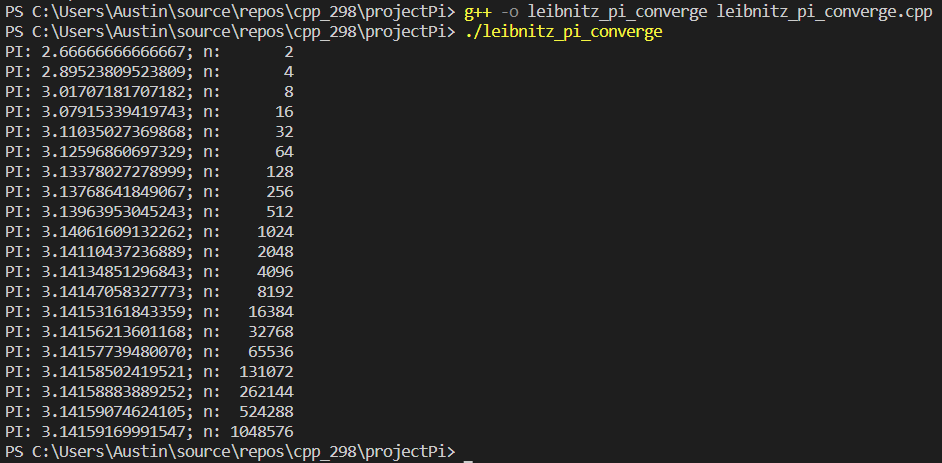 PS C:\Users\Austin\source\repos\cpp_298\projectPi> g++ -o leibnitz_pi_converge leibnitz_pi_converge.cpp
PS C:\Users\Austin\source\repos\cpp_298\projectPi> ./leibnitz_pi_converge
PI: 2.66666666666667; n:       2
PI: 2.89523809523809; n:       4
PI: 3.01707181707182; n:       8
PI: 3.07915339419743; n:      16
PI: 3.11035027369868; n:      32
PI: 3.12596860697329; n:      64
PI: 3.13378027278999; n:     128
PI: 3.13768641849067; n:     256
PI: 3.13963953045243; n:     512
PI: 3.14061609132262; n:    1024
PI: 3.14110437236889; n:    2048
PI: 3.14134851296843; n:    4096
PI: 3.14147058327773; n:    8192
PI: 3.14153161843359; n:   16384
PI: 3.14156213601168; n:   32768
PI: 3.14157739480070; n:   65536
PI: 3.14158502419521; n:  131072
PI: 3.14158883889252; n:  262144
PI: 3.14159074624105; n:  524288
PI: 3.14159169991547; n: 1048576
PS C:\Users\Austin\source\repos\cpp_298\projectPi>